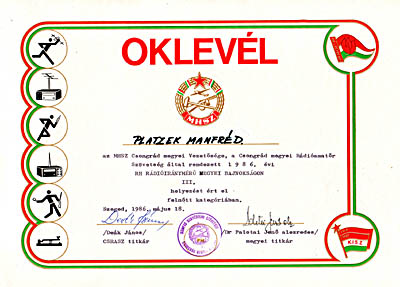 OKLEVÉL
MHSZ
PLATZEK MANFRÉD.
az MHSZ Csongrád megyei Vezetősége, a Csongrád megyei Rádióamatőr
Szövetség által rendezett 1986. évi
RH RÁDIÓIRÁNYMÉRŐ MEGYEI BAJNOKSÁGON
III.
helyezést ért el
felnőtt kategóriában.
Szeged, 1986. május 18.
/Deák János/
CSRASZ titkár
/Dr Palotai Jenő alezredes/
megyei titkár
KISZ